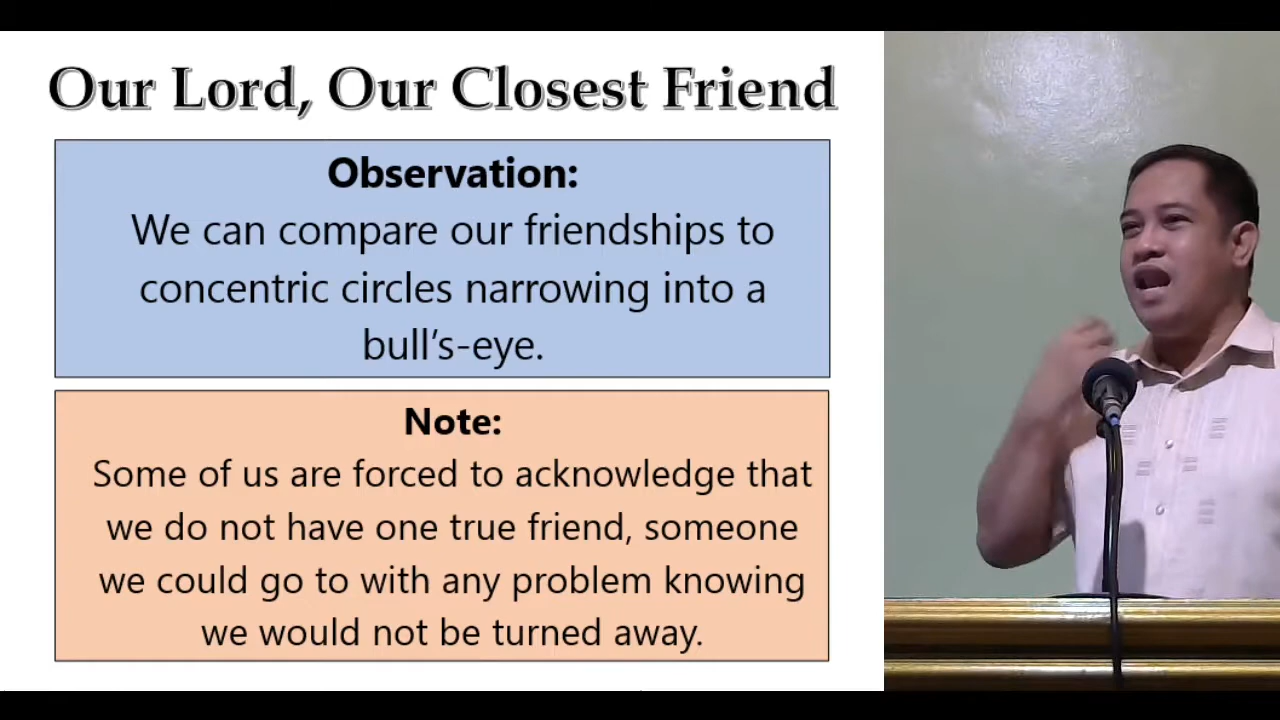 Our Lord, Our Closest Friend
Observation:
We can compare our friendships to
concentric circles narrowing into a
bull's-eye.
Note:
Some of us are forced to acknowledge that
we do not have one true friend, someone
we could go to with any problem knowing
we would not be turned away.